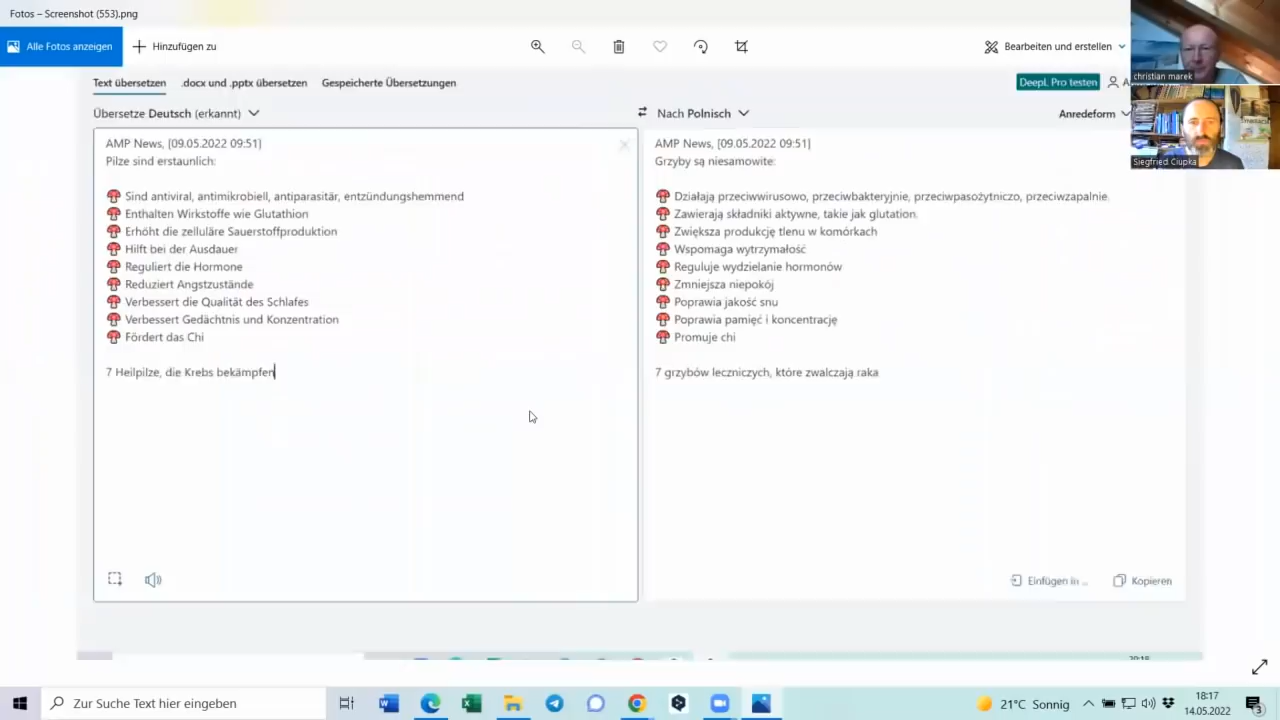 Fotos – Screenshot (553).png
Alle Fotos anzeigen
Hinzufügen zu
Bearbeiten und erstellen
christian marek
Siegfried Ciupka
Text übersetzen
.docx und .pptx übersetzen
Gespeicherte Übersetzungen
DeepL Pro testen
Übersetze Deutsch (erkannt)
Nach Polnisch
Anredeform
AMP News, [09.05.2022 09:51]
Pilze sind erstaunlich:
Sind antiviral, antimikrobiell, antiparasitär, entzündungshemmend
Enthalten Wirkstoffe wie Glutathion
Erhöht die zelluläre Sauerstoffproduktion
Hilft bei der Ausdauer
Reguliert die Hormone
Reduziert Angstzustände
Verbessert die Qualität des Schlafes
Verbessert Gedächtnis und Konzentration
Fördert das Chi
7 Heilpilze, die Krebs bekämpfen
AMP News, [09.05.2022 09:51]
Grzyby są niesamowite:
Działają przeciwwirusowo, przeciwbakteryjnie, przeciwpasożytniczo, przeciwzapalnie.
Zawierają składniki aktywne, takie jak glutation.
Zwiększa produkcję tlenu w komórkach
Wspomaga wytrzymałość
Reguluje wydzielanie hormonów
Zmniejsza niepokój
Poprawia jakość snu
Poprawia pamięć i koncentrację
Promuje chi
7 grzybów leczniczych, które zwalczają raka
Einfügen in ...
Kopieren
Zur Suche Text hier eingeben
21°C Sonnig
18:17
14.05.2022
3